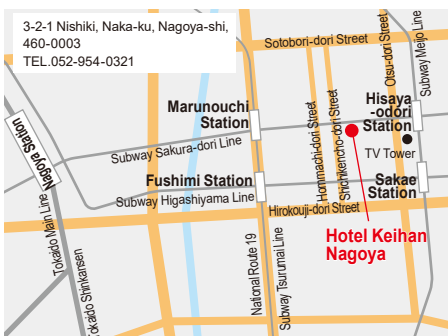 3-2-1 Nishiki, Naka-ku, Nagoya-shi,
460-0003
TEL.052-954-0321
Sotobori-dori Street
Otsu-dori Street
Subway Meijo Line
Marunouchi
Station
Hisaya
-odori
Station
Hommachi-dori Street
Shichikencho-dori Street
Nagoya Station
Subway Sakura-dori Line
TV Tower
Fushimi Station
Sakae
Station
Subway Higashiyama Line
Hirokouji-dori Street
Hotel Keihan
Nagoya
Tokaido Main Line
Tokaido Shinkansen
National Route 19
Subway Tsurumai Line